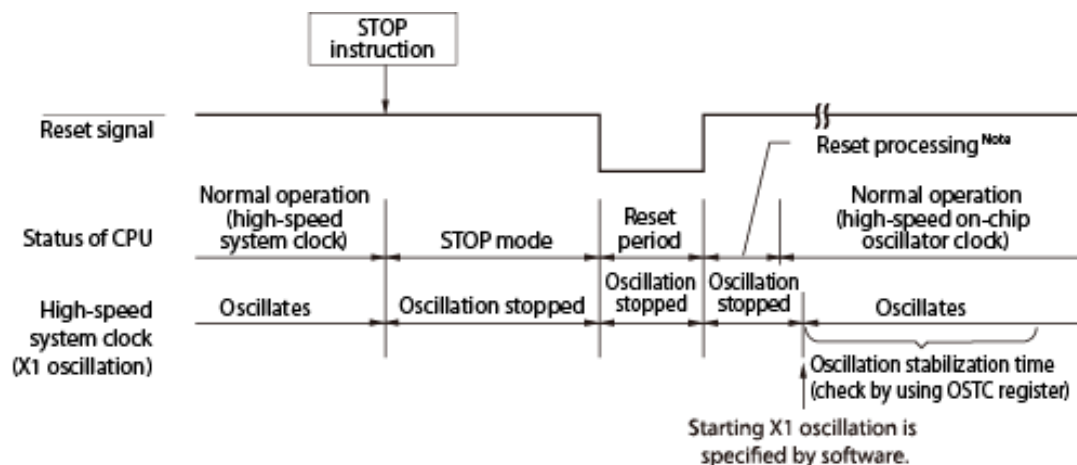 STOP
instruction
Reset signal
Reset processing Note
Normal operation
(high-speed
system clock)
Reset
period
Normal operation
(high-speed on-chip
oscillator clock)
Status of CPU
STOP mode
High-speed
system clock
(X1 oscillation)
Oscillates
Oscillation stopped
Oscillation
stopped
Oscillation
stopped
Oscillates
Oscillation stabilization time
(check by using OSTC register)
Starting X1 oscillation is
specified by software.